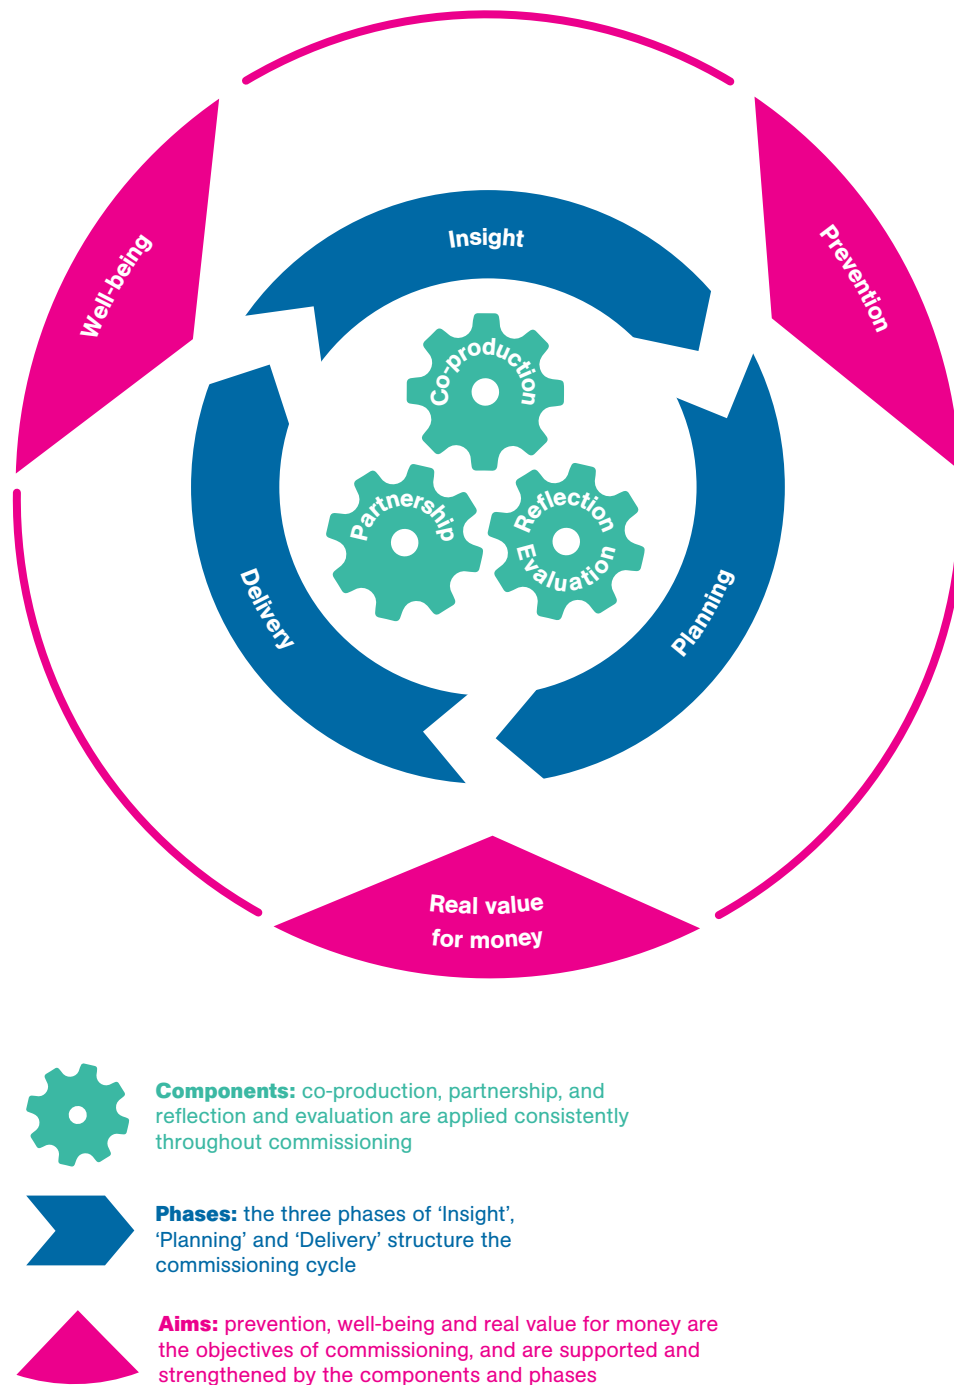 Insight
Well-being
Prevention
Co-production
Partnership
Reflection
Evaluation
Delivery
Planning
Real value
for money
Components: co-production, partnership, and
reflection and evaluation are applied consistently
throughout commissioning
Phases: the three phases of ‘Insight’,
‘Planning’ and ‘Delivery’ structure the
commissioning cycle
Aims: prevention, well-being and real value for money are
the objectives of commissioning, and are supported and
strengthened by the components and phases